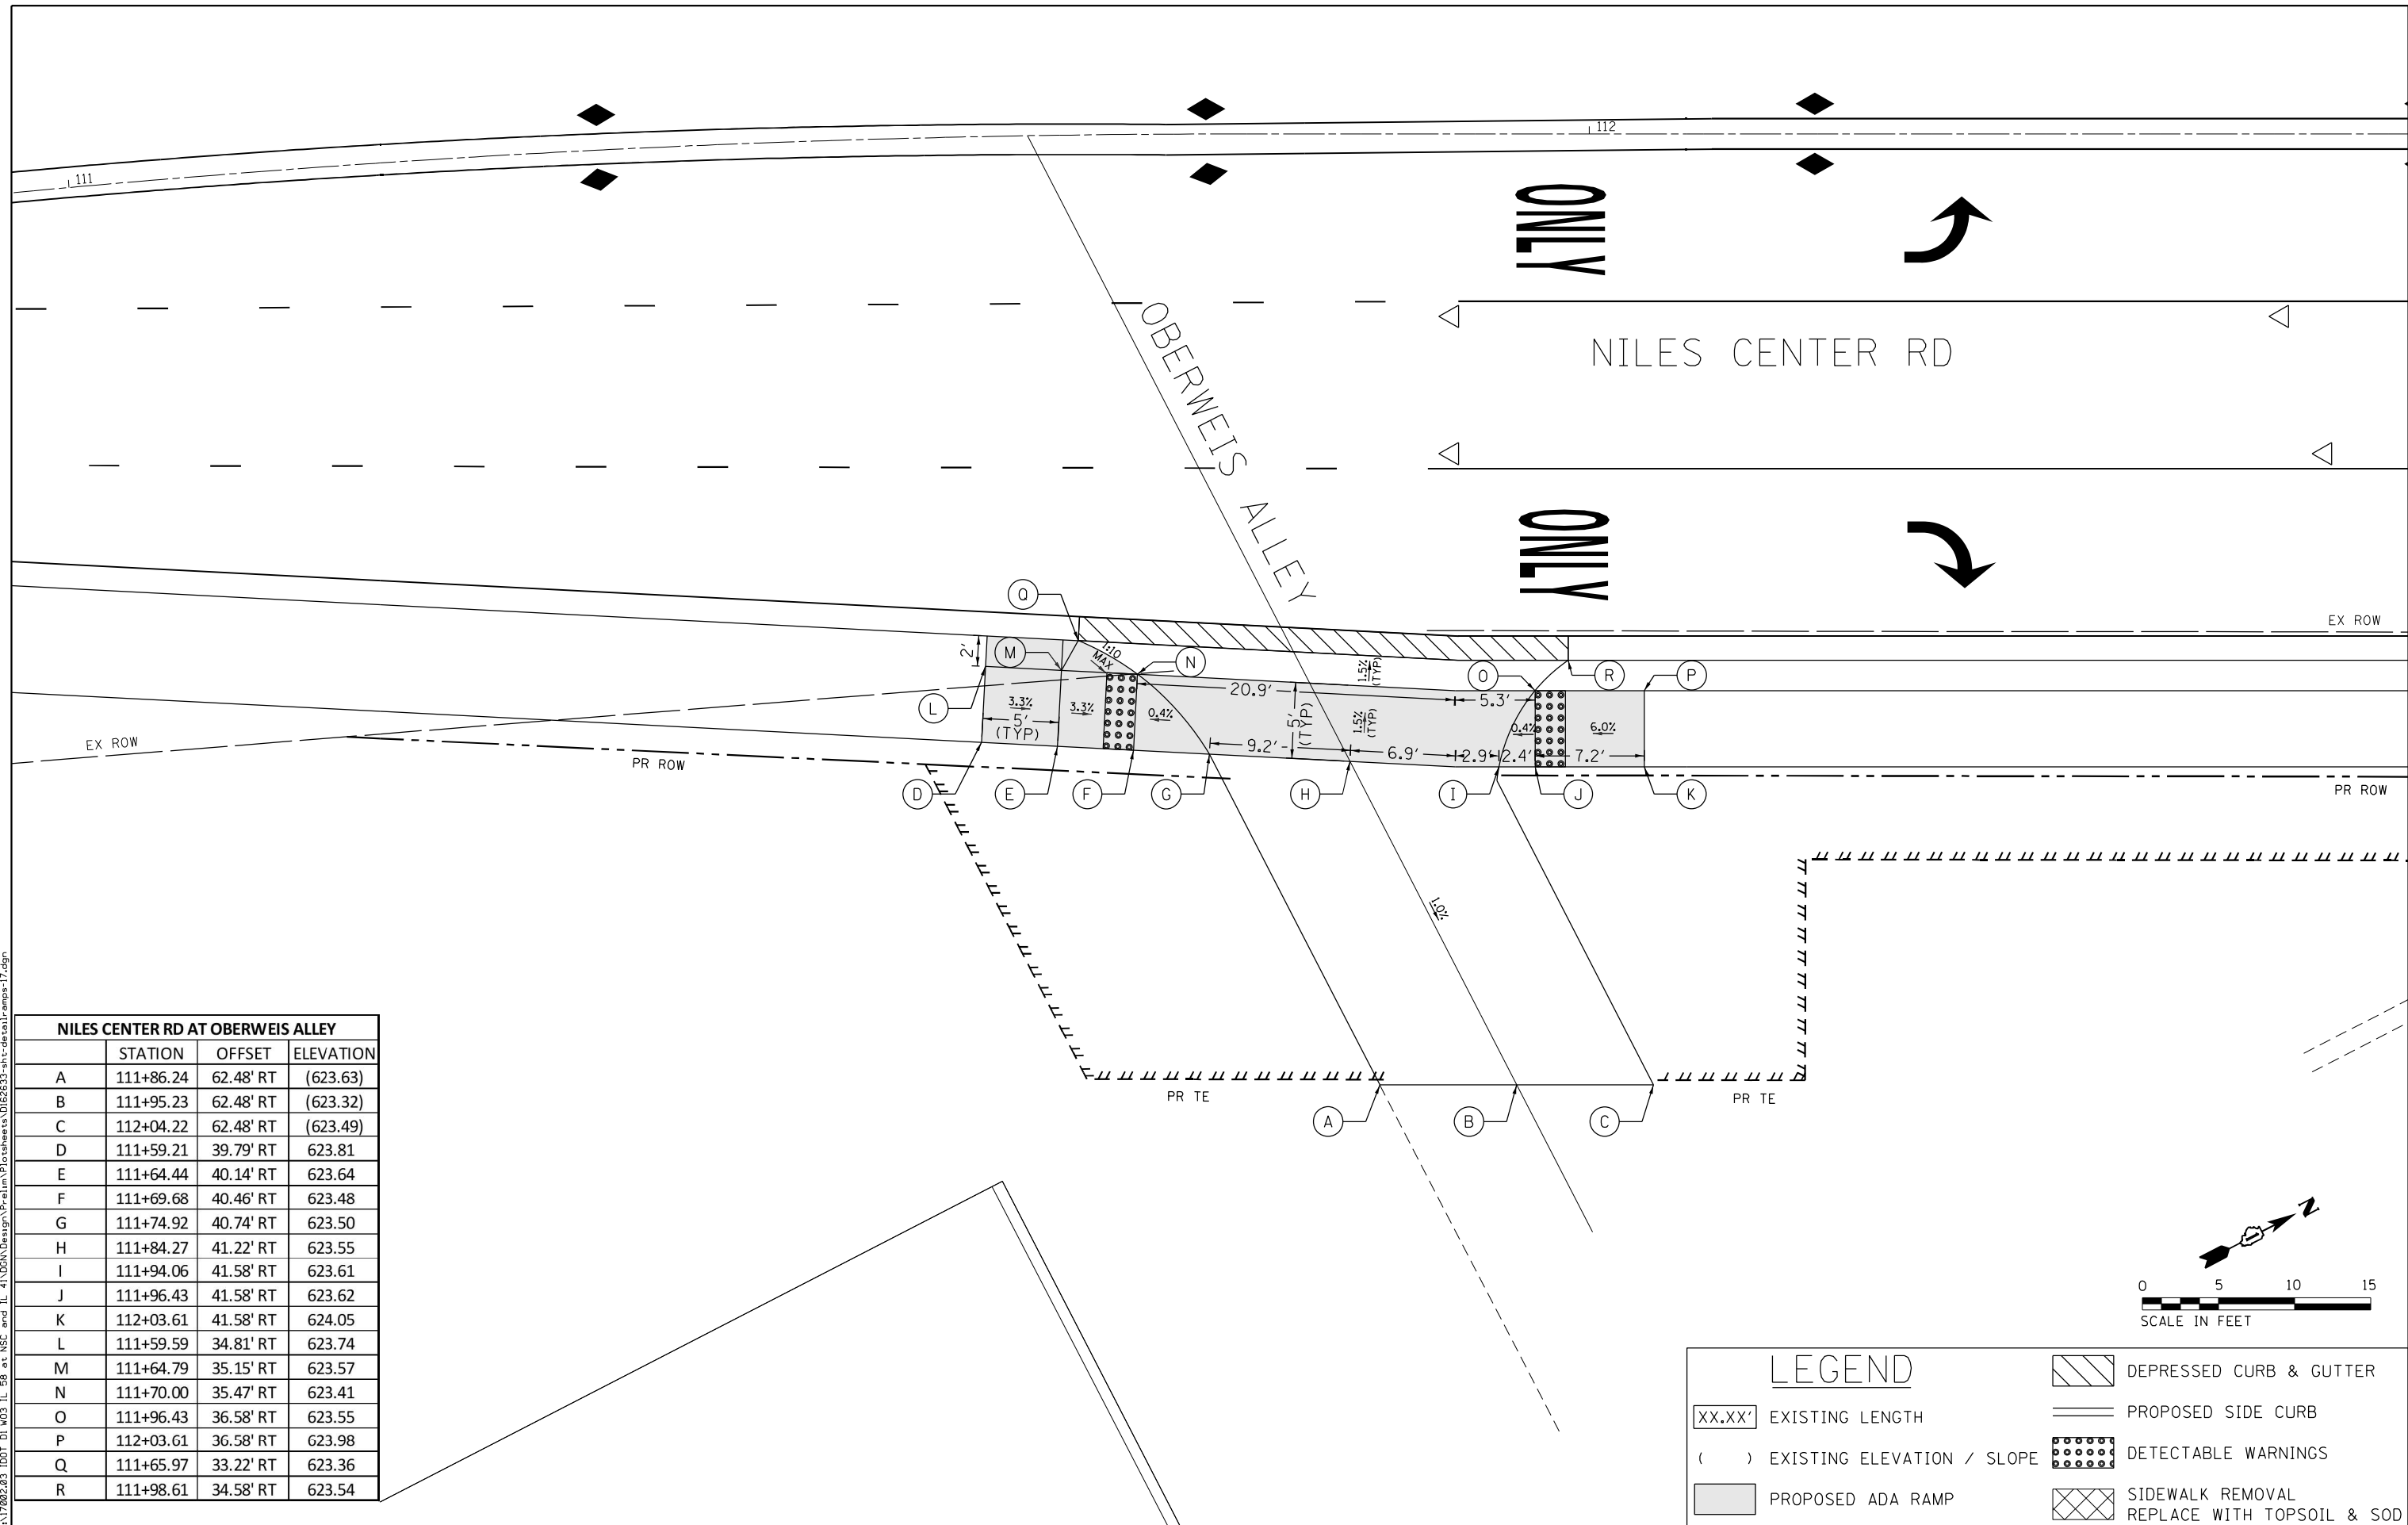 111
112
ONLY
NILES CENTER RD
OBERWEIS ALLEY
ONLY
EX ROW
Q
M
1:10
MAX
N
1.5%
(TYP)
O
R
P
2'
L
3.3%
5'
(TYP)
3.3%
0.4%
20.9'
5'
(TYP)
1.5%
(TYP)
5.3'
0.4%
6.0%
9.2'
6.9'
2.9'
2.4'
7.2'
EX ROW
PR ROW
D
E
F
G
H
I
J
K
PR ROW
1.0%
PR TE
A
B
C
PR TE
NILES CENTER RD AT OBERWEIS ALLEY
STATION OFFSET ELEVATION
A 111+86.24 62.48' RT (623.63)
B 111+95.23 62.48' RT (623.32)
C 112+04.22 62.48' RT (623.49)
D 111+59.21 39.79' RT 623.81
E 111+64.44 40.14' RT 623.64
F 111+69.68 40.46' RT 623.48
G 111+74.92 40.74' RT 623.50
H 111+84.27 41.22' RT 623.55
I 111+94.06 41.58' RT 623.61
J 111+96.43 41.58' RT 623.62
K 112+03.61 41.58' RT 624.05
L 111+59.59 34.81' RT 623.74
M 111+64.79 35.15' RT 623.57
N 111+70.00 35.47' RT 623.41
O 111+96.43 36.58' RT 623.55
P 112+03.61 36.58' RT 623.98
Q 111+65.97 33.22' RT 623.36
R 111+98.61 34.58' RT 623.54
N
0 5 10 15
SCALE IN FEET
LEGEND
XX.XX' EXISTING LENGTH
( ) EXISTING ELEVATION / SLOPE
PROPOSED ADA RAMP
DEPRESSED CURB & GUTTER
PROPOSED SIDE CURB
DETECTABLE WARNINGS
SIDEWALK REMOVAL
REPLACE WITH TOPSOIL & SOD